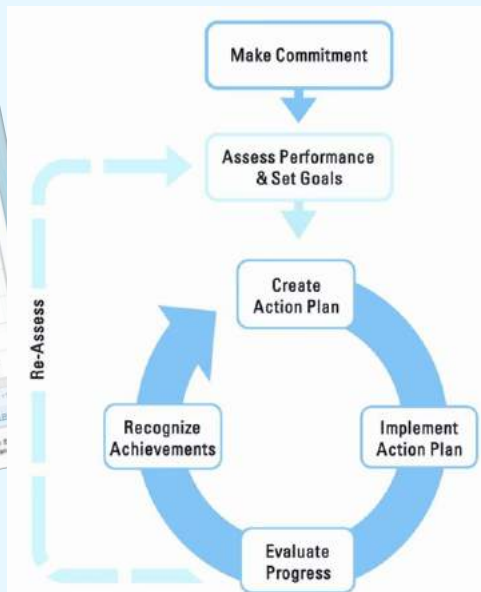 Make Commitment
Assess Performance
& Set Goals
Create
Action Plan
Re-Assess
Recognize
Achievements
Implement
Action Plan
Evaluate
Progress